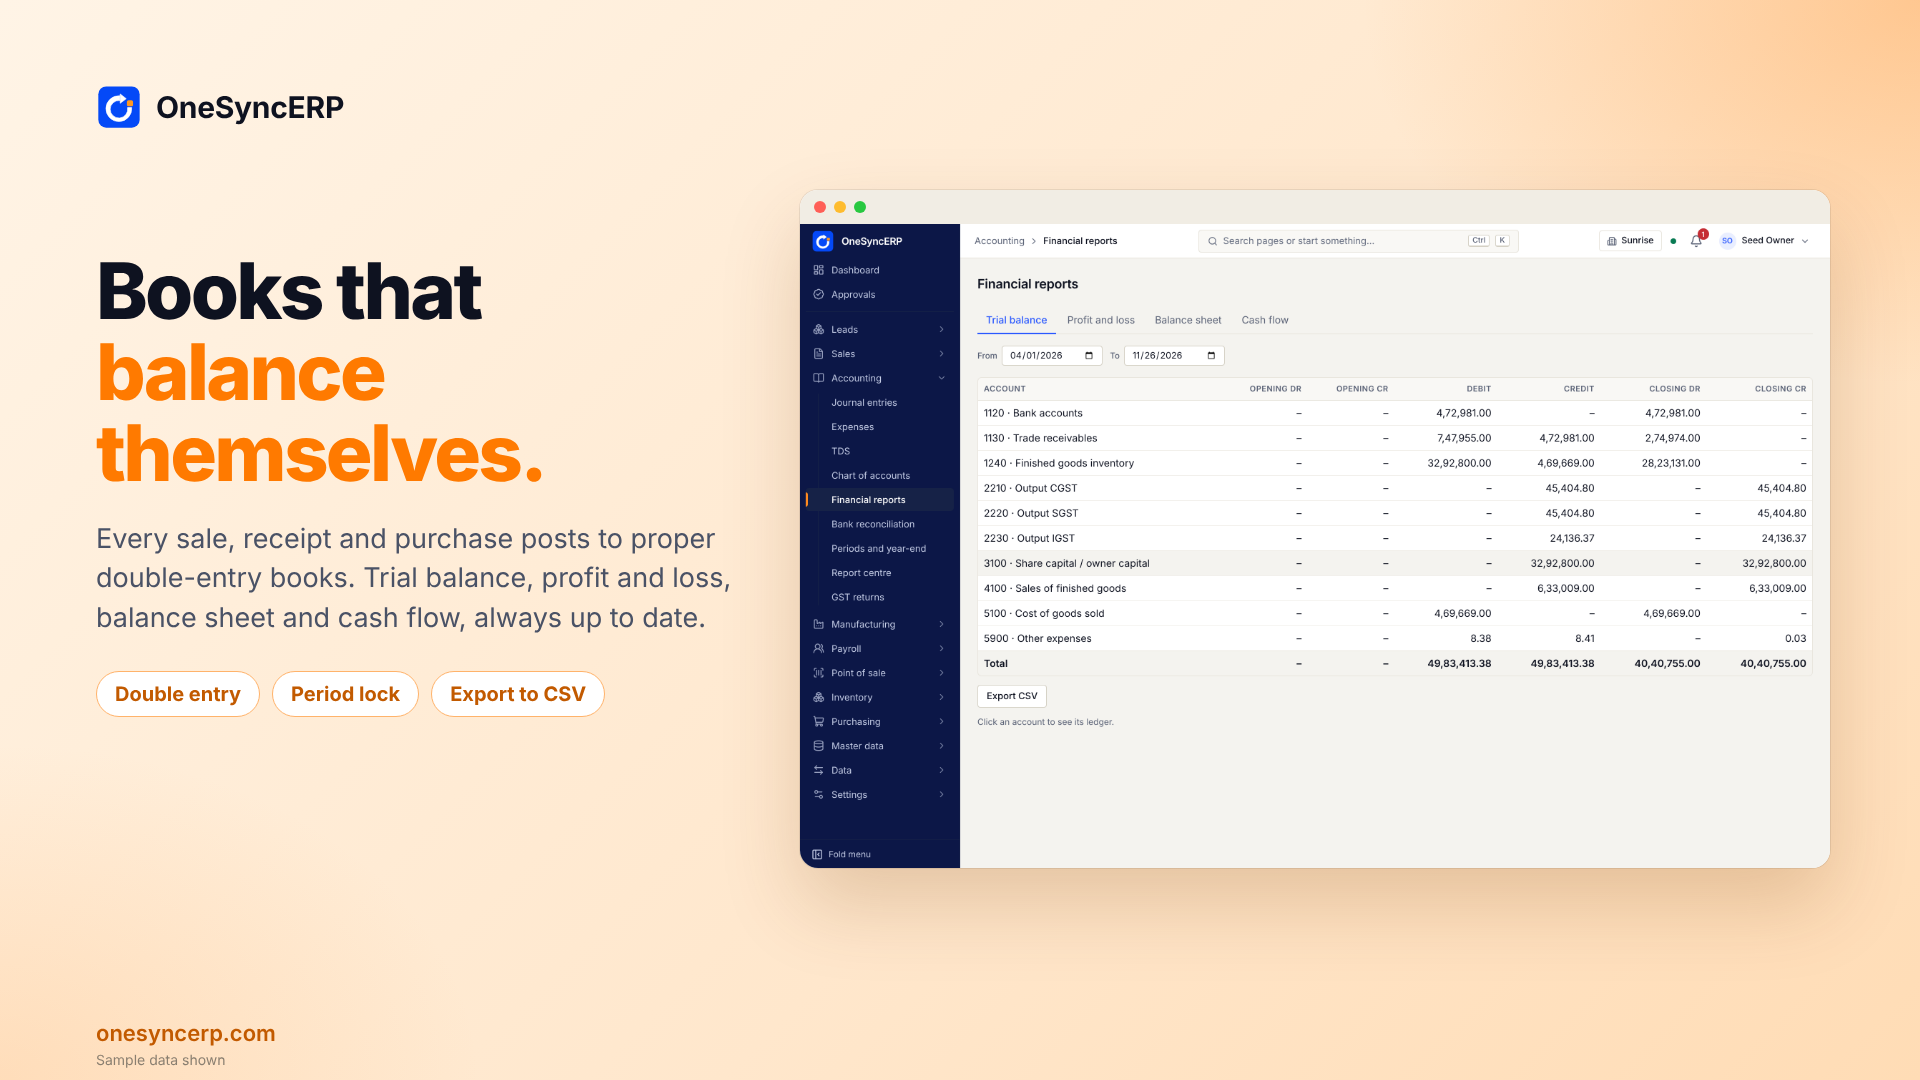 OneSyncERP
Books that
balance
themselves.
Every sale, receipt and purchase posts to proper
double-entry books. Trial balance, profit and loss,
balance sheet and cash flow, always up to date.
Double entry Period lock Export to CSV
onesyncerp.com
Sample data shown
OneSyncERP
Dashboard
Approvals
Leads
Sales
Accounting
Journal entries
Expenses
TDS
Chart of accounts
Financial reports
Bank reconciliation
Periods and year-end
Report centre
GST returns
Manufacturing
Payroll
Point of sale
Inventory
Purchasing
Master data
Data
Settings
Fold menu
Accounting > Financial reports Search pages or start something... Ctrl K Sunrise 1 SO Seed Owner
Financial reports
Trial balance Profit and loss Balance sheet Cash flow
From 04/01/2026 To 11/26/2026
ACCOUNT OPENING DR OPENING CR DEBIT CREDIT CLOSING DR CLOSING CR
1120 · Bank accounts – – 4,72,981.00 – 4,72,981.00 –
1130 · Trade receivables – – 7,47,955.00 4,72,981.00 2,74,974.00 –
1240 · Finished goods inventory – – 32,92,800.00 4,69,669.00 28,23,131.00 –
2210 · Output CGST – – – 45,404.80 – 45,404.80
2220 · Output SGST – – – 45,404.80 – 45,404.80
2230 · Output IGST – – – 24,136.37 – 24,136.37
3100 · Share capital / owner capital – – – 32,92,800.00 – 32,92,800.00
4100 · Sales of finished goods – – – 6,33,009.00 – 6,33,009.00
5100 · Cost of goods sold – – 4,69,669.00 – 4,69,669.00 –
5900 · Other expenses – – 8.38 8.41 – 0.03
Total – – 49,83,413.38 49,83,413.38 40,40,755.00 40,40,755.00
Export CSV
Click an account to see its ledger.